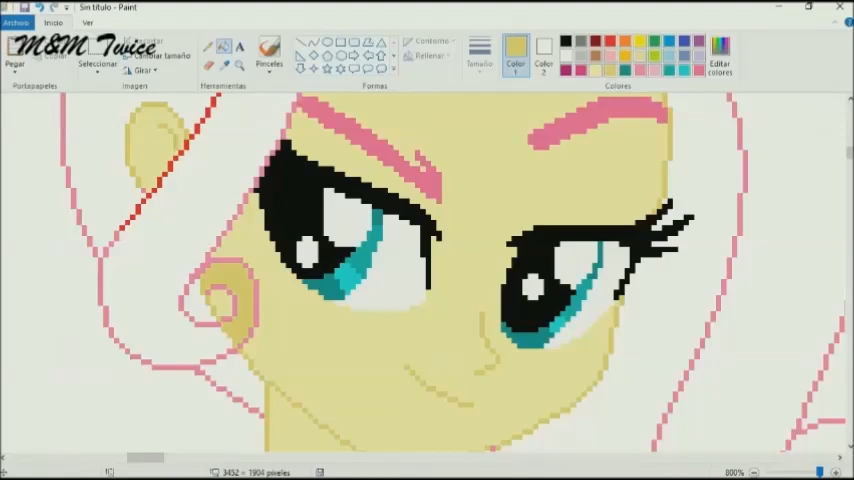 Sin título - Paint
Archivo Inicio Ver
M&M Twice
Pegar
Seleccionar
Recortar
Cambiar tamaño
Girar
Pinceles
Contorno
Rellenar
Tamaño
Color 1
Color 2
Editar colores
Portapapeles Imagen Herramientas Formas Colores
3452 × 1904 píxeles
800%